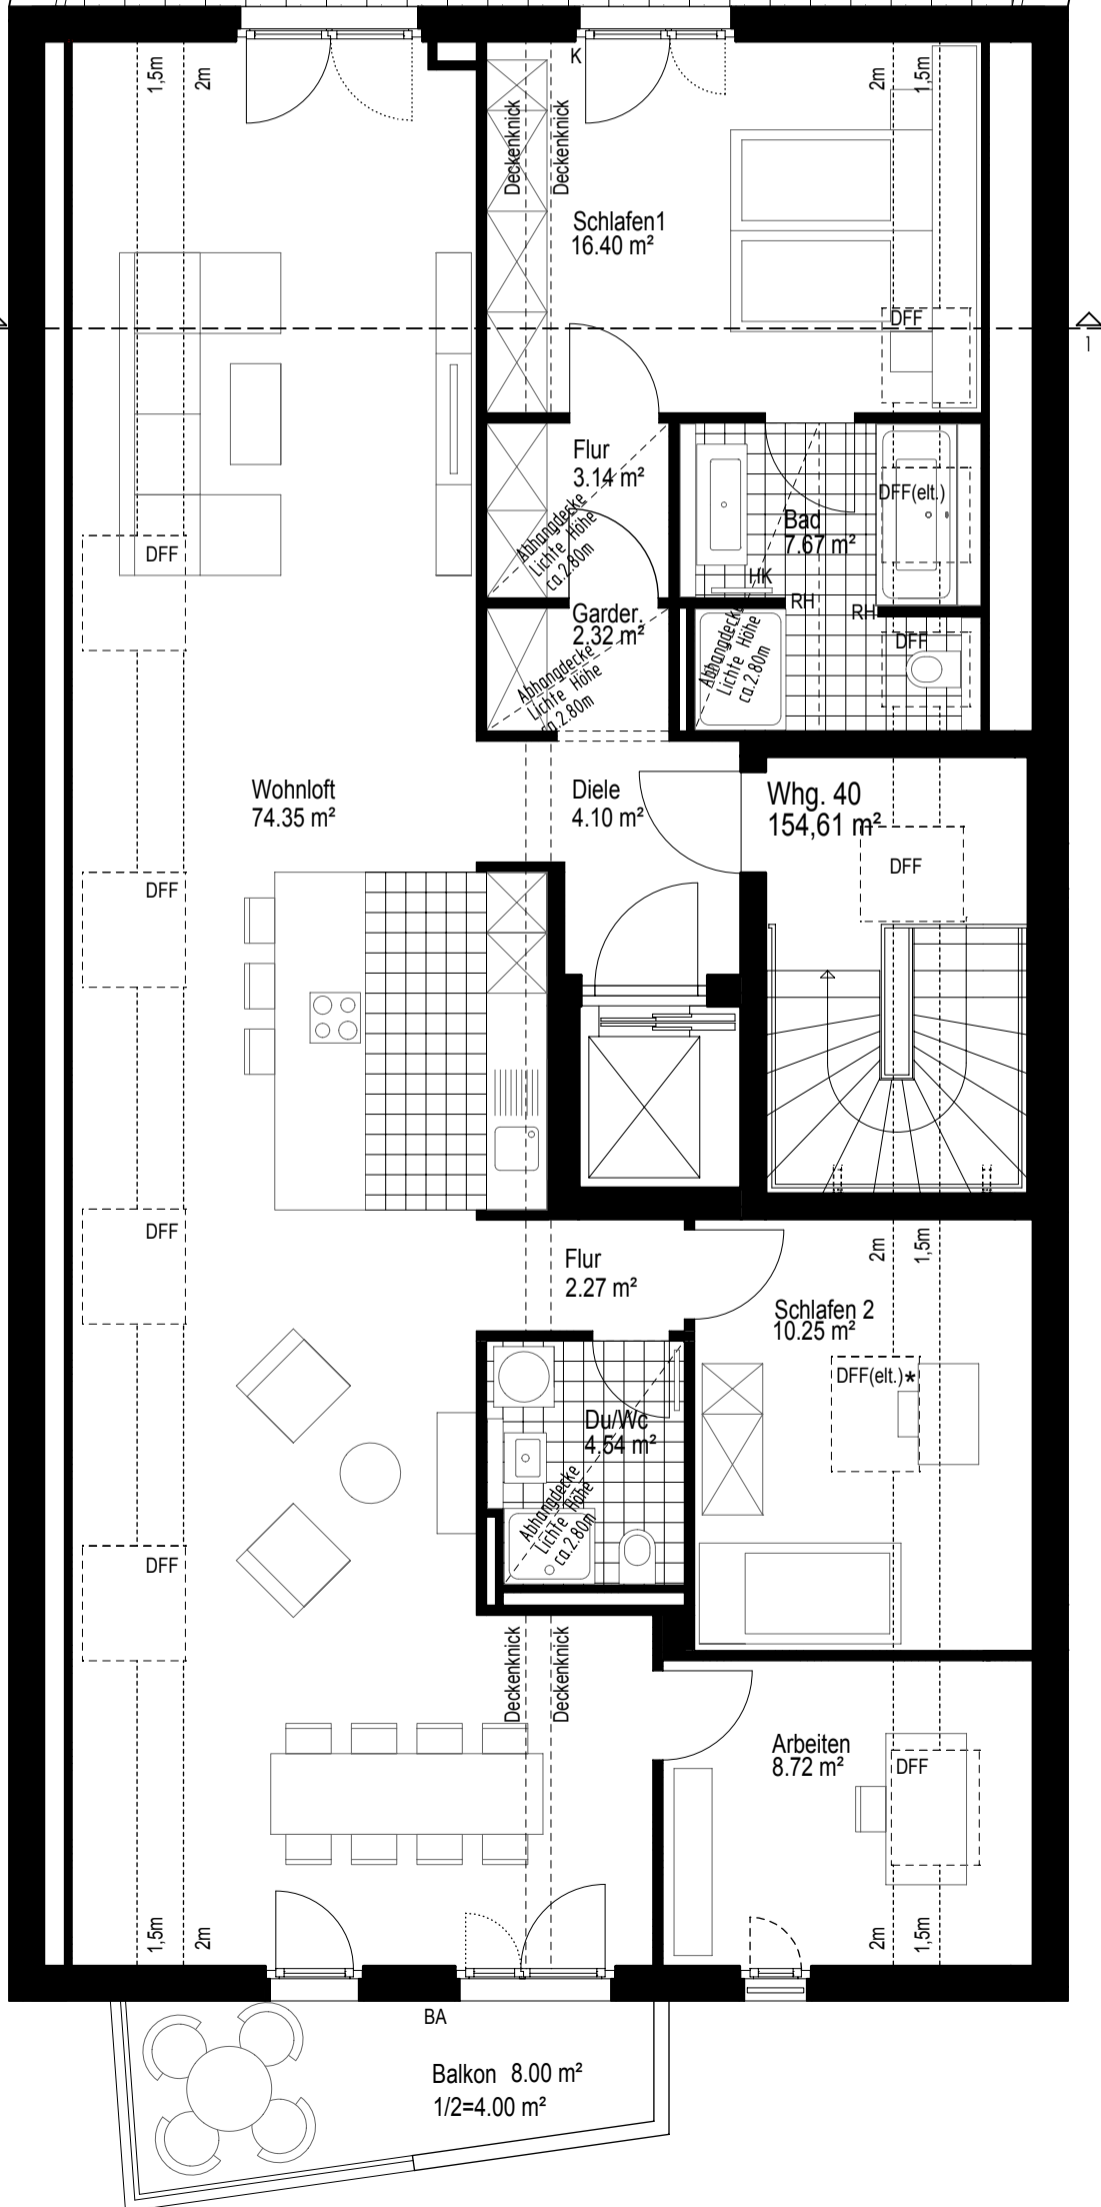 1,5m
2m
K
2m
1,5m
Deckenknick
Deckenknick
Schlafen1
16.40 m²
DFF
1
Flur
3.14 m²
Abhangdecke
Lichte Höhe
ca.2.80m
DFF(elt.)
Bad
7.67 m²
DFF
HK
RH
RH
Garder.
2.32 m²
Abhangdecke
Lichte Höhe
ca.2.80m
Abhangdecke
Lichte Höhe
ca.2.80m
DFF
Wohnloft
74.35 m²
Diele
4.10 m²
Whg. 40
154,61 m²
DFF
DFF
DFF
Flur
2.27 m²
2m
1,5m
Schlafen 2
10.25 m²
DFF(elt.)*
Du/Wc
4.54 m²
Abhangdecke
Lichte Höhe
ca.2.80m
DFF
Deckenknick
Deckenknick
Arbeiten
8.72 m²
DFF
1,5m
2m
2m
1,5m
BA
Balkon 8.00 m²
1/2=4.00 m²